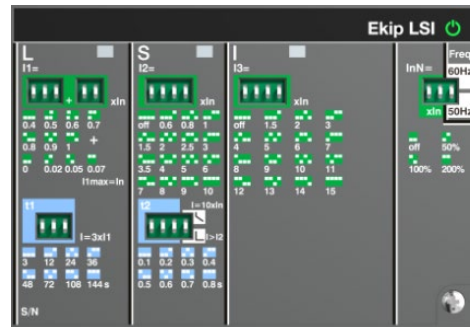 Ekip LSI
L
S
I
I1=
I2=
I3=
InN=
Freq
60Hz
50Hz
+
xIn
xIn
xIn
xIn
0.4 0.5 0.6 0.7
0.8 0.9 1 +
0 0.02 0.05 0.07
I1max=In
off 0.6 0.8 1
1.5 2 2.5 3
3.5 4 5 6
7 8 9 10
off 1.5 2 3
4 5 6 7
8 9 10 11
12 13 14 15
off 50%
100% 200%
t1
I=3xI1
3 12 24 36
48 72 108 144s
t2
I=10xIn
I>I2
0.1 0.2 0.3 0.4
0.5 0.6 0.7 0.8s
S/N